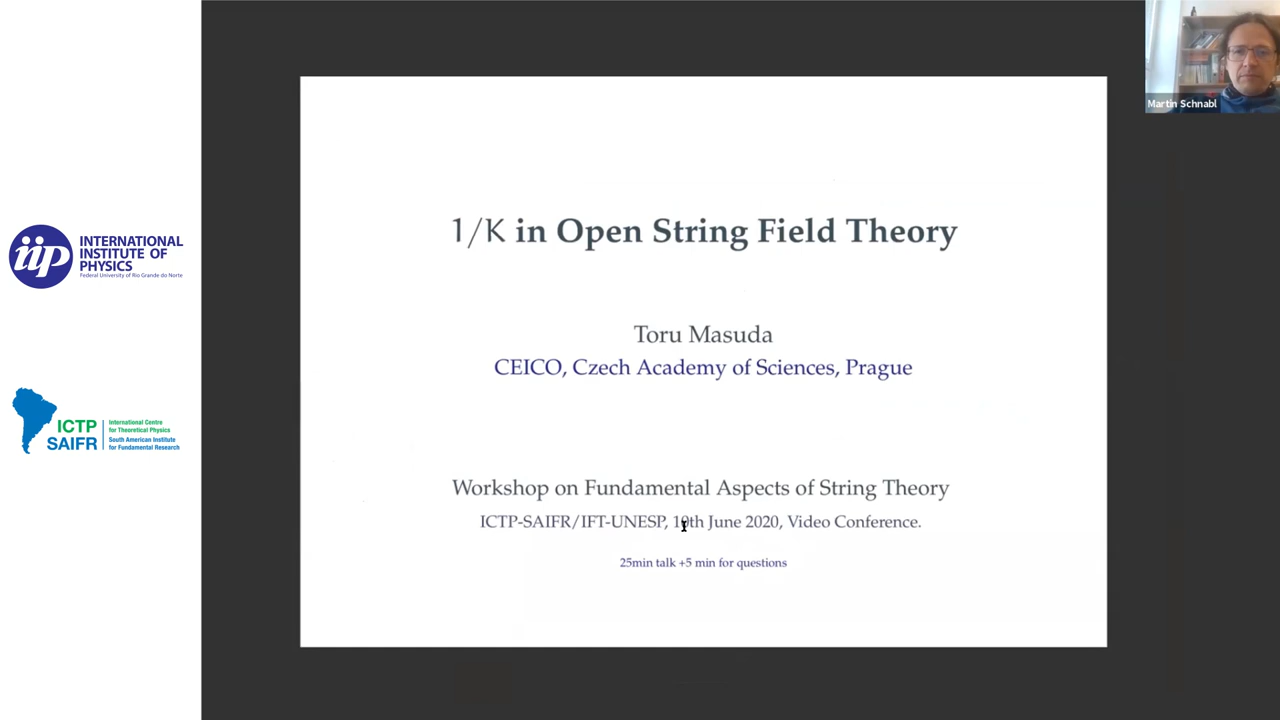 INTERNATIONAL
INSTITUTE OF
PHYSICS
Federal University of Rio Grande do Norte
iip
ICTP
SAIFR
International Centre
for Theoretical Physics
South American Institute
for Fundamental Research
1/K in Open String Field Theory
Toru Masuda
CEICO, Czech Academy of Sciences, Prague
Workshop on Fundamental Aspects of String Theory
ICTP-SAIFR/IFT-UNESP, 10th June 2020, Video Conference.
25min talk +5 min for questions
Martin Schnabl